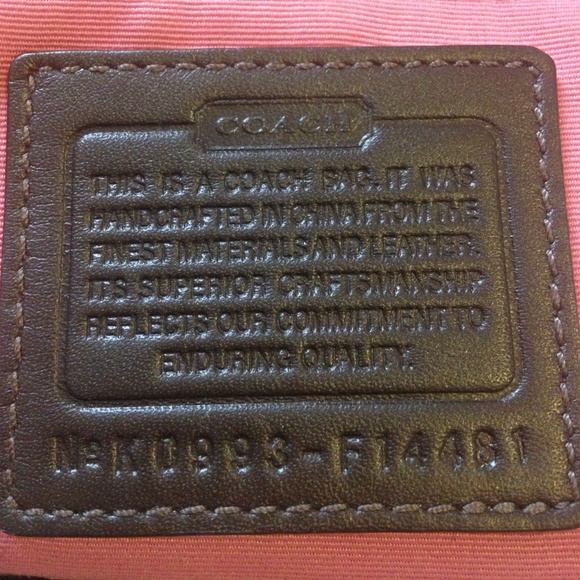 COACH
THIS IS A COACH BAG. IT WAS
HANDCRAFTED IN CHINA FROM THE
FINEST MATERIALS AND LEATHER.
ITS SUPERIOR CRAFTSMANSHIP
REFLECTS OUR COMMITMENT TO
ENDURING QUALITY.
Nº K0993-F14481